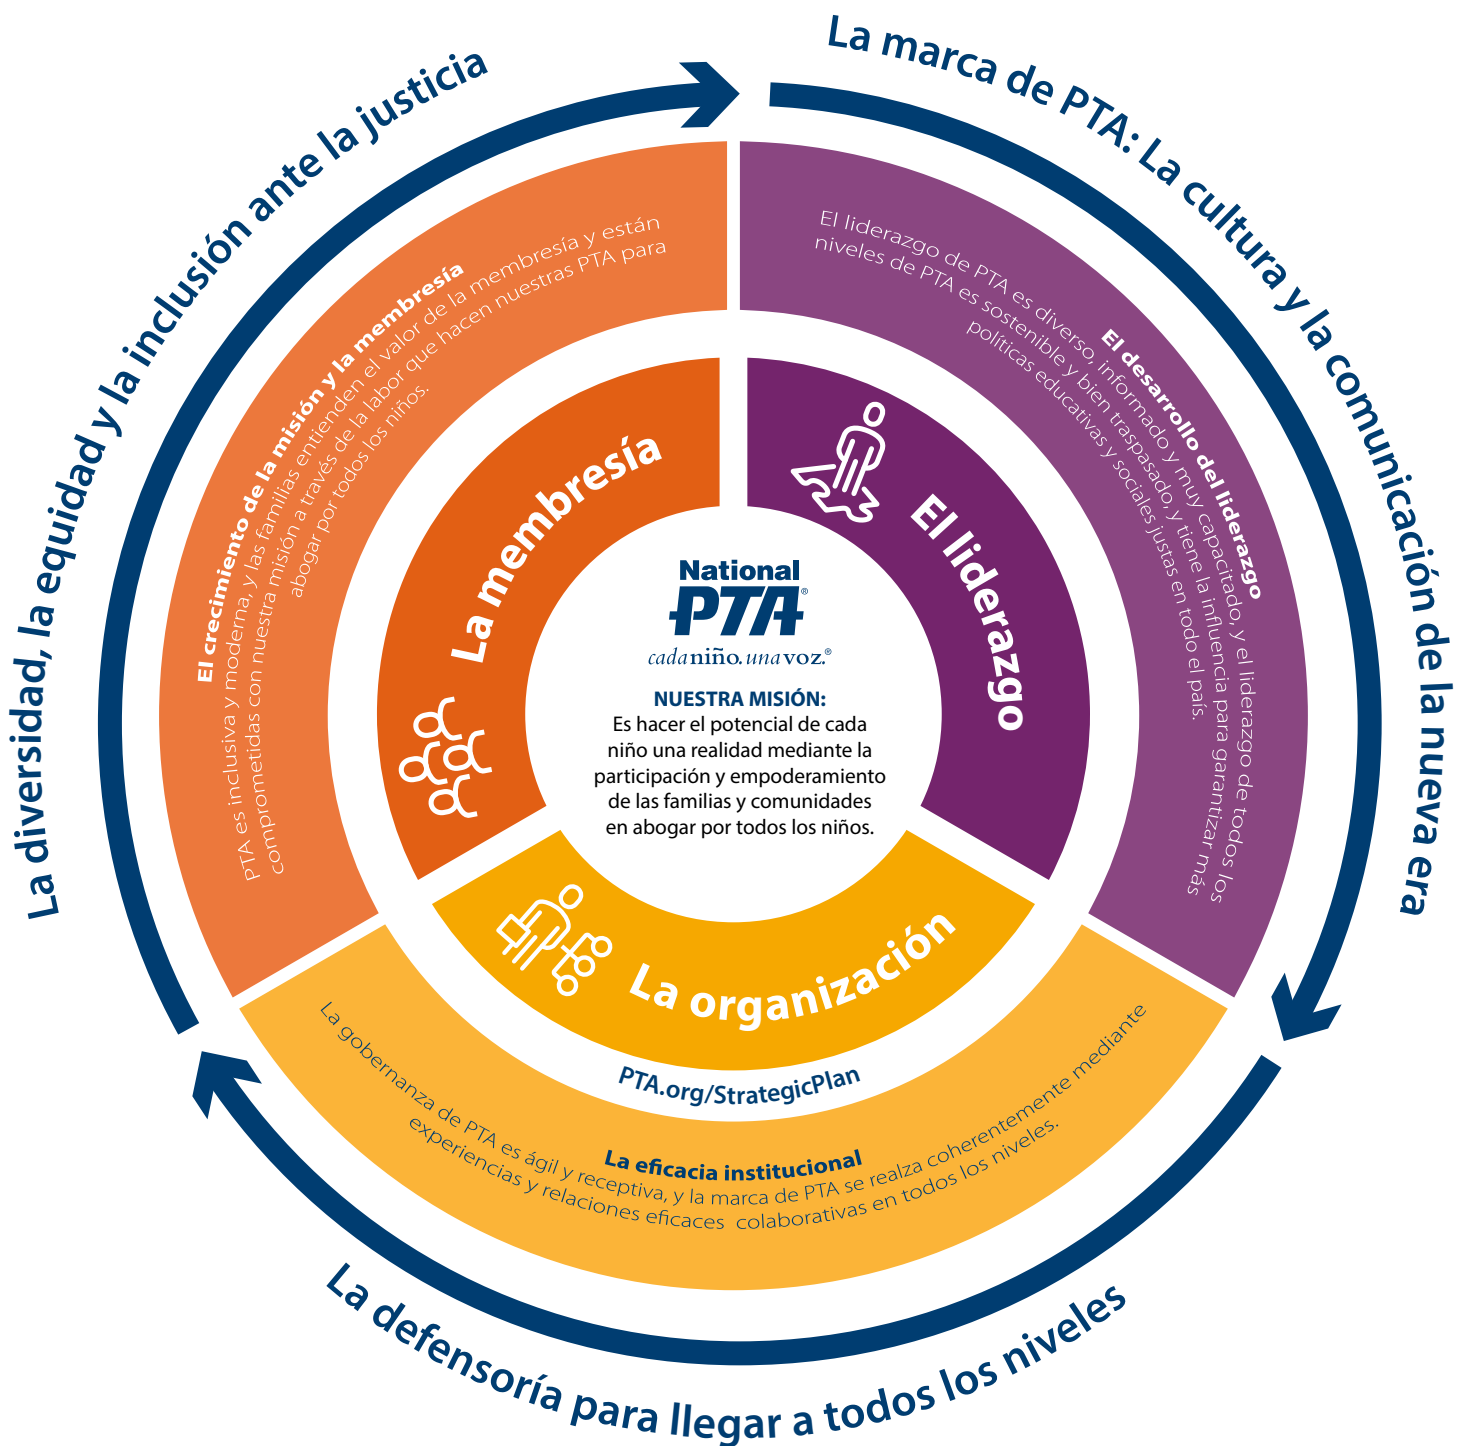 La diversidad, la equidad y la inclusión ante la justicia
La marca de PTA: La cultura y la comunicación de la nueva era
La defensoría para llegar a todos los niveles
El crecimiento de la misión y la membresía
PTA es inclusiva y moderna, y las familias entienden el valor de la membresía y están
comprometidas con nuestra misión a través de la labor que hacen nuestras PTA para
abogar por todos los niños.
El desarrollo del liderazgo
El liderazgo de PTA es diverso, informado y muy capacitado, y el liderazgo de todos los
niveles de PTA es sostenible y bien traspasado, y tiene la influencia para garantizar más
políticas educativas y sociales justas en todo el país.
La membresía
El liderazgo
National
PTA®
cada niño. una voz.®
NUESTRA MISIÓN:
Es hacer el potencial de cada
niño una realidad mediante la
participación y empoderamiento
de las familias y comunidades
en abogar por todos los niños.
La organización
PTA.org/StrategicPlan
La eficacia institucional
La gobernanza de PTA es ágil y receptiva, y la marca de PTA se realza coherentemente mediante
experiencias y relaciones eficaces colaborativas en todos los niveles.